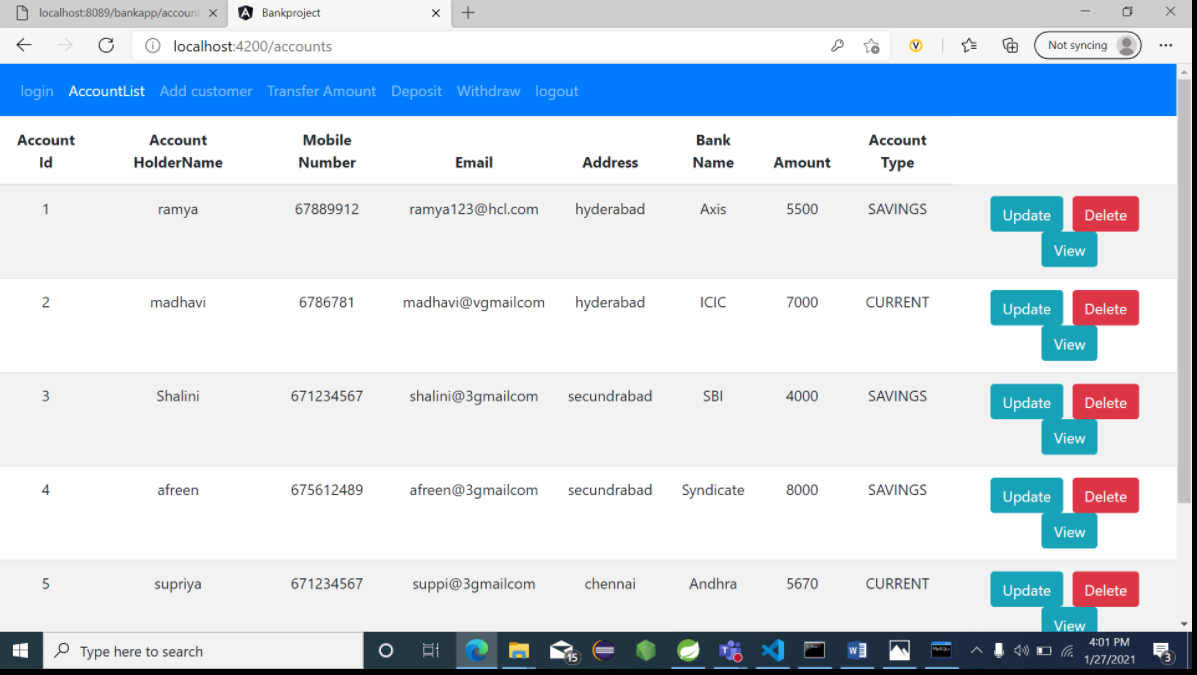 localhost:8089/bankapp/account
Bankproject
localhost:4200/accounts
Not syncing
login AccountList Add customer Transfer Amount Deposit Withdraw logout
Account Id Account HolderName Mobile Number Email Address Bank Name Amount Account Type
1 ramya 67889912 ramya123@hcl.com hyderabad Axis 5500 SAVINGS Update Delete
View
2 madhavi 6786781 madhavi@vgmailcom hyderabad ICIC 7000 CURRENT Update Delete
View
3 Shalini 671234567 shalini@3gmailcom secundrabad SBI 4000 SAVINGS Update Delete
View
4 afreen 675612489 afreen@3gmailcom secundrabad Syndicate 8000 SAVINGS Update Delete
View
5 supriya 671234567 suppi@3gmailcom chennai Andhra 5670 CURRENT Update Delete
View
Type here to search
15
4:01 PM
1/27/2021
3